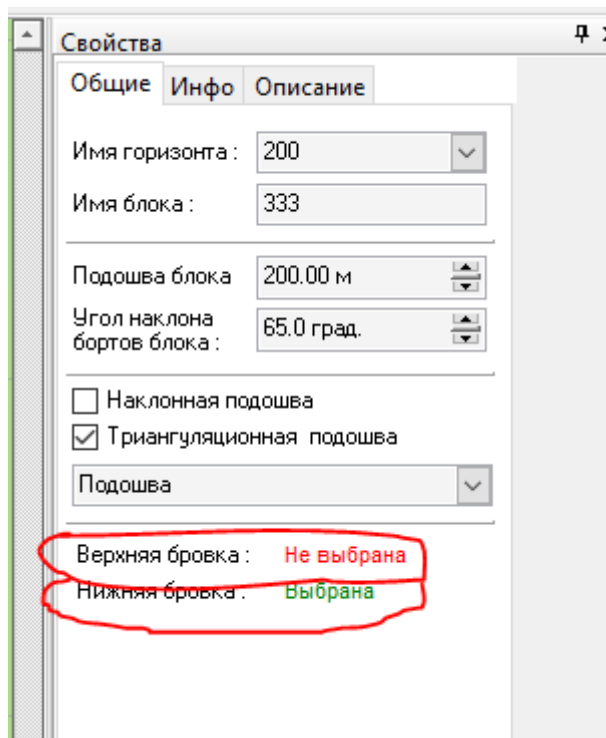 Свойства
Общие Инфо Описание
Имя горизонта : 200
Имя блока : 333
Подошва блока 200.00 м
Угол наклона
бортов блока : 65.0 град.
Наклонная подошва
Триангуляционная подошва
Подошва
Верхняя бровка : Не выбрана
Нижняя бровка : Выбрана